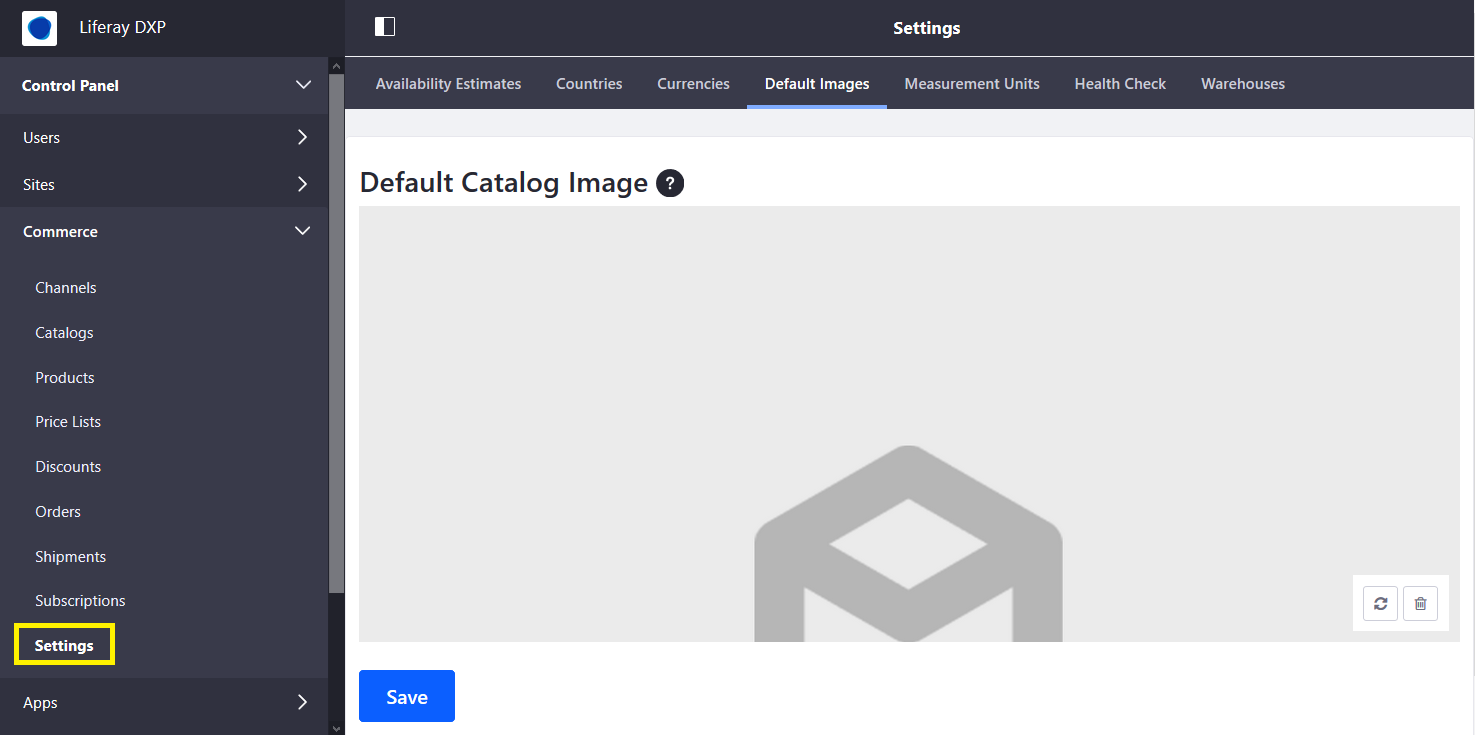 Liferay DXP
Settings
Control Panel
Users
Sites
Commerce
Channels
Catalogs
Products
Price Lists
Discounts
Orders
Shipments
Subscriptions
Settings
Apps
Availability Estimates Countries Currencies Default Images Measurement Units Health Check Warehouses
Default Catalog Image ?
Save